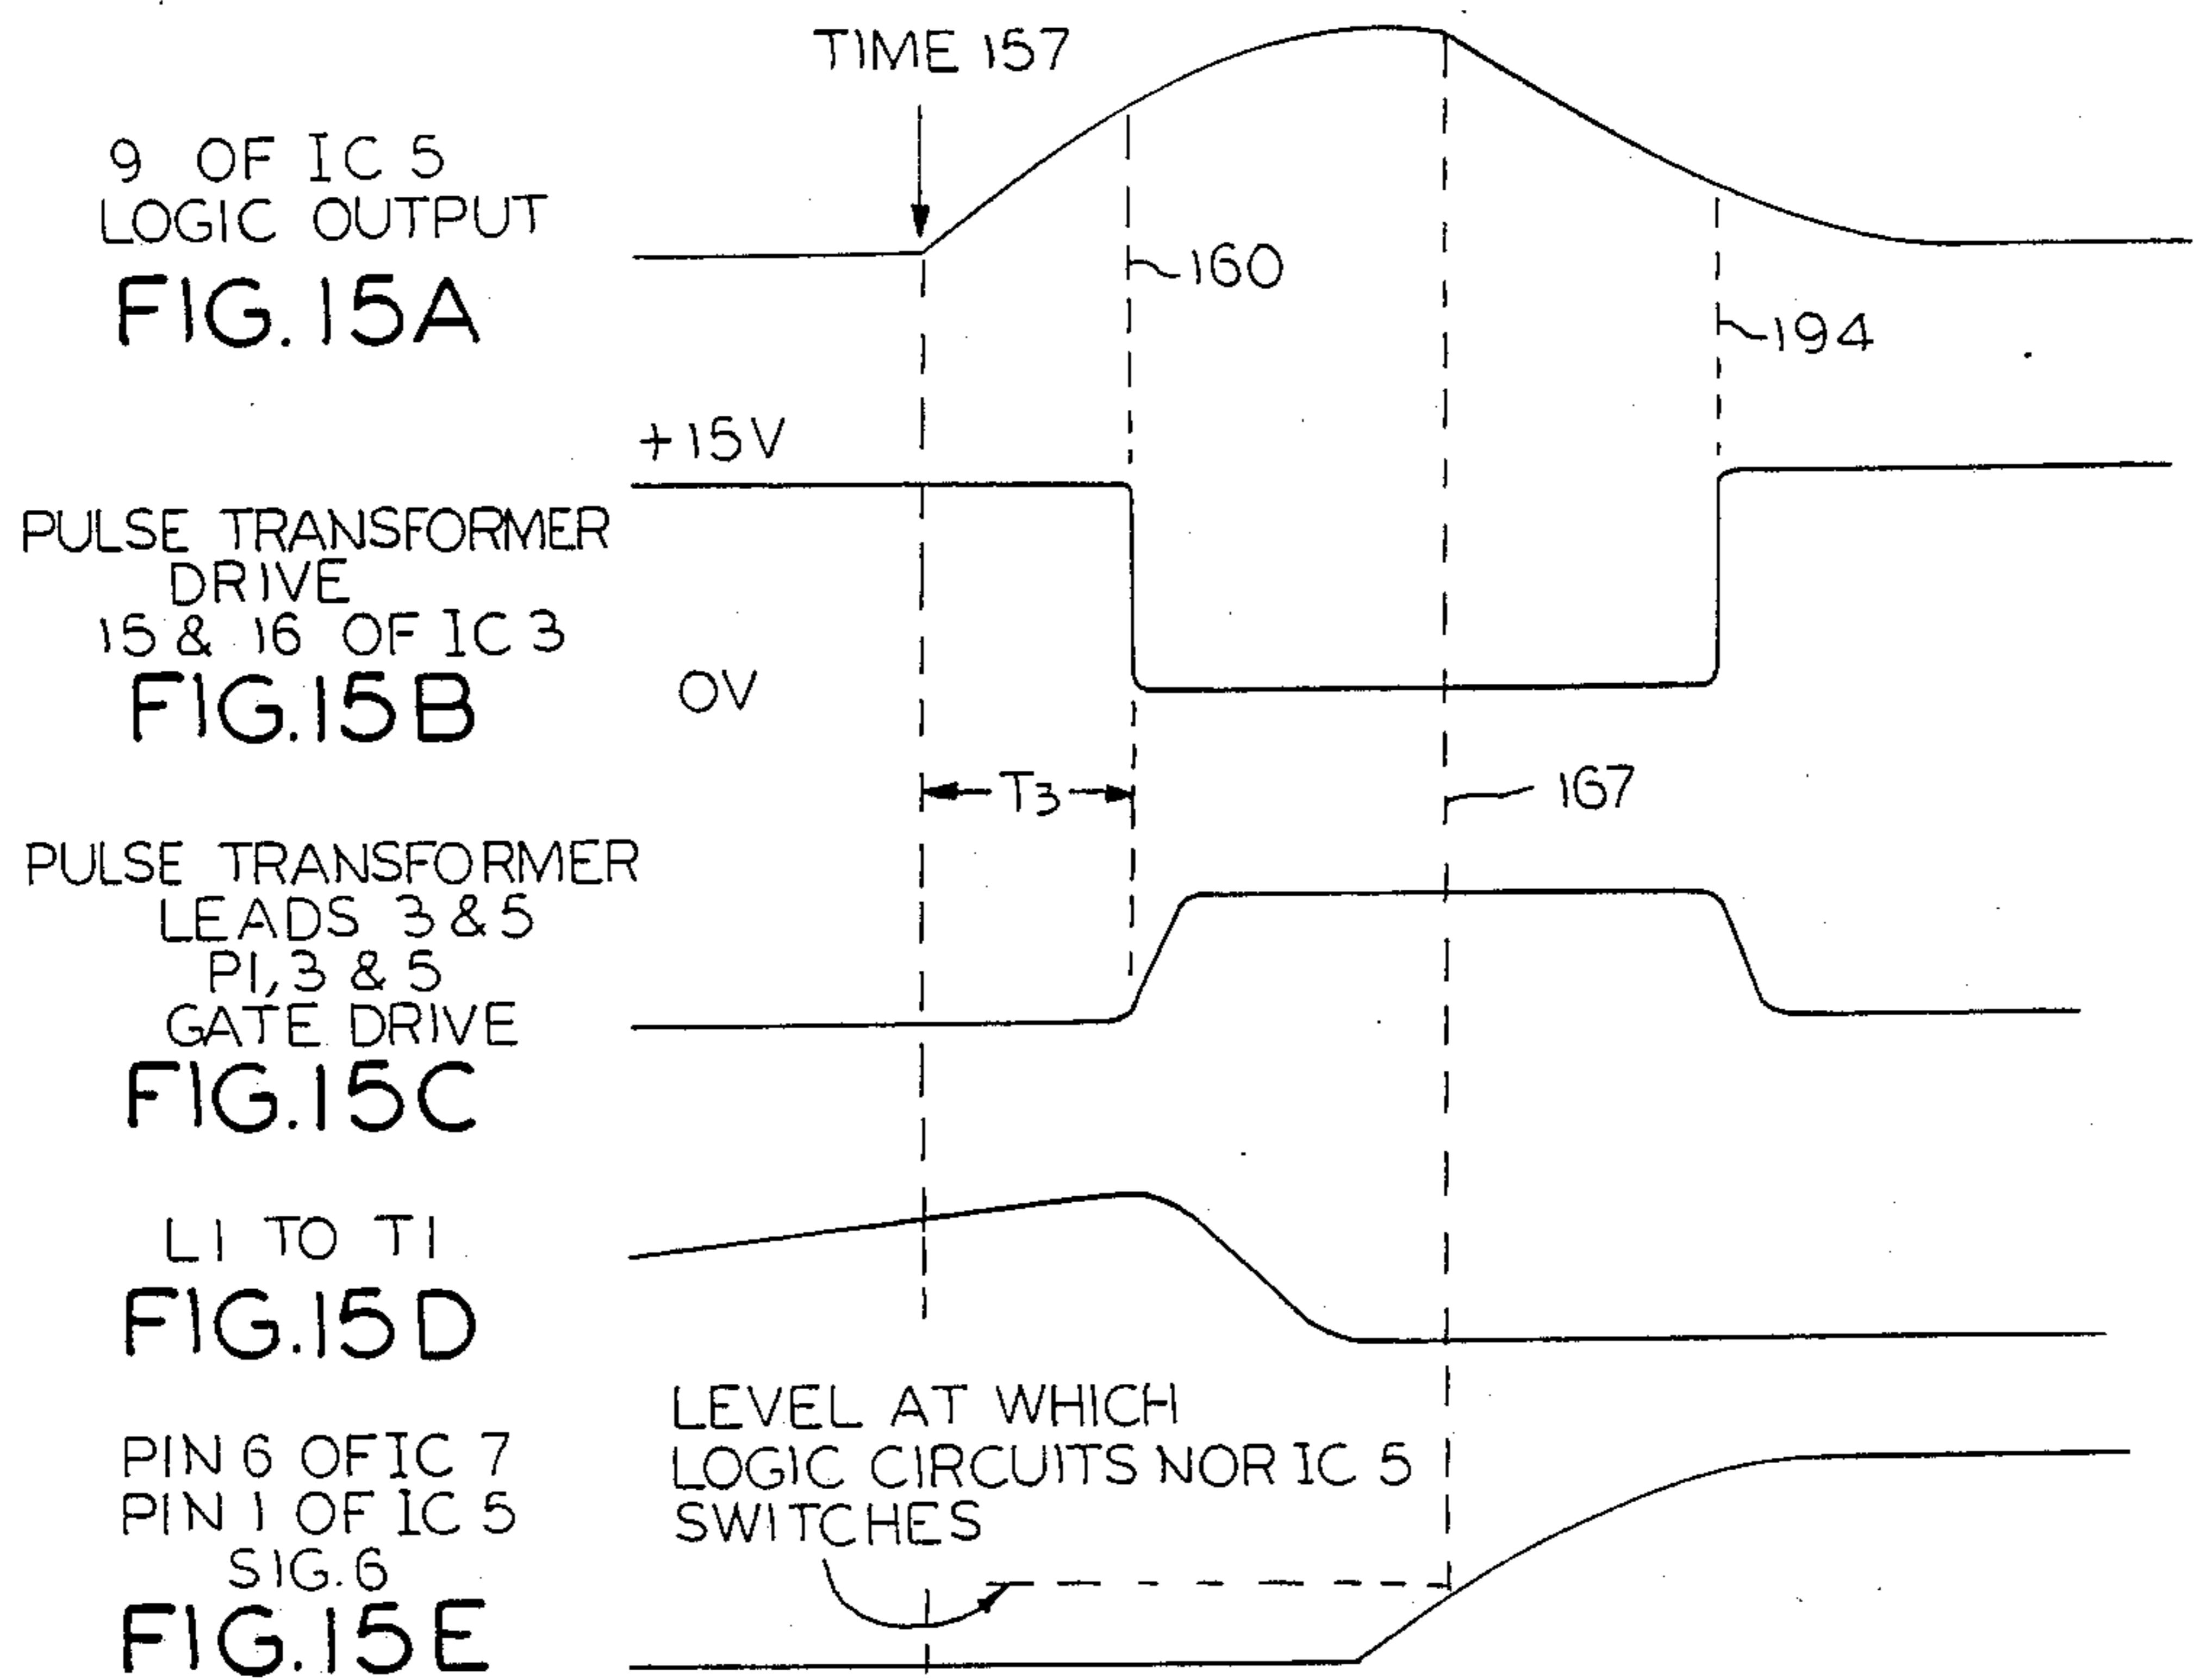 TIME 157
9 OF IC 5
LOGIC OUTPUT
FIG. 15A
160
194
+15V
PULSE TRANSFORMER
DRIVE
15 & 16 OF IC 3
FIG. 15B
0V
T3
167
PULSE TRANSFORMER
LEADS 3 & 5
P1, 3 & 5
GATE DRIVE
FIG. 15C
L1 TO T1
FIG. 15D
LEVEL AT WHICH
LOGIC CIRCUITS NOR IC 5
SWITCHES
PIN 6 OF IC 7
PIN 1 OF IC 5
SIG. 6
FIG. 15E